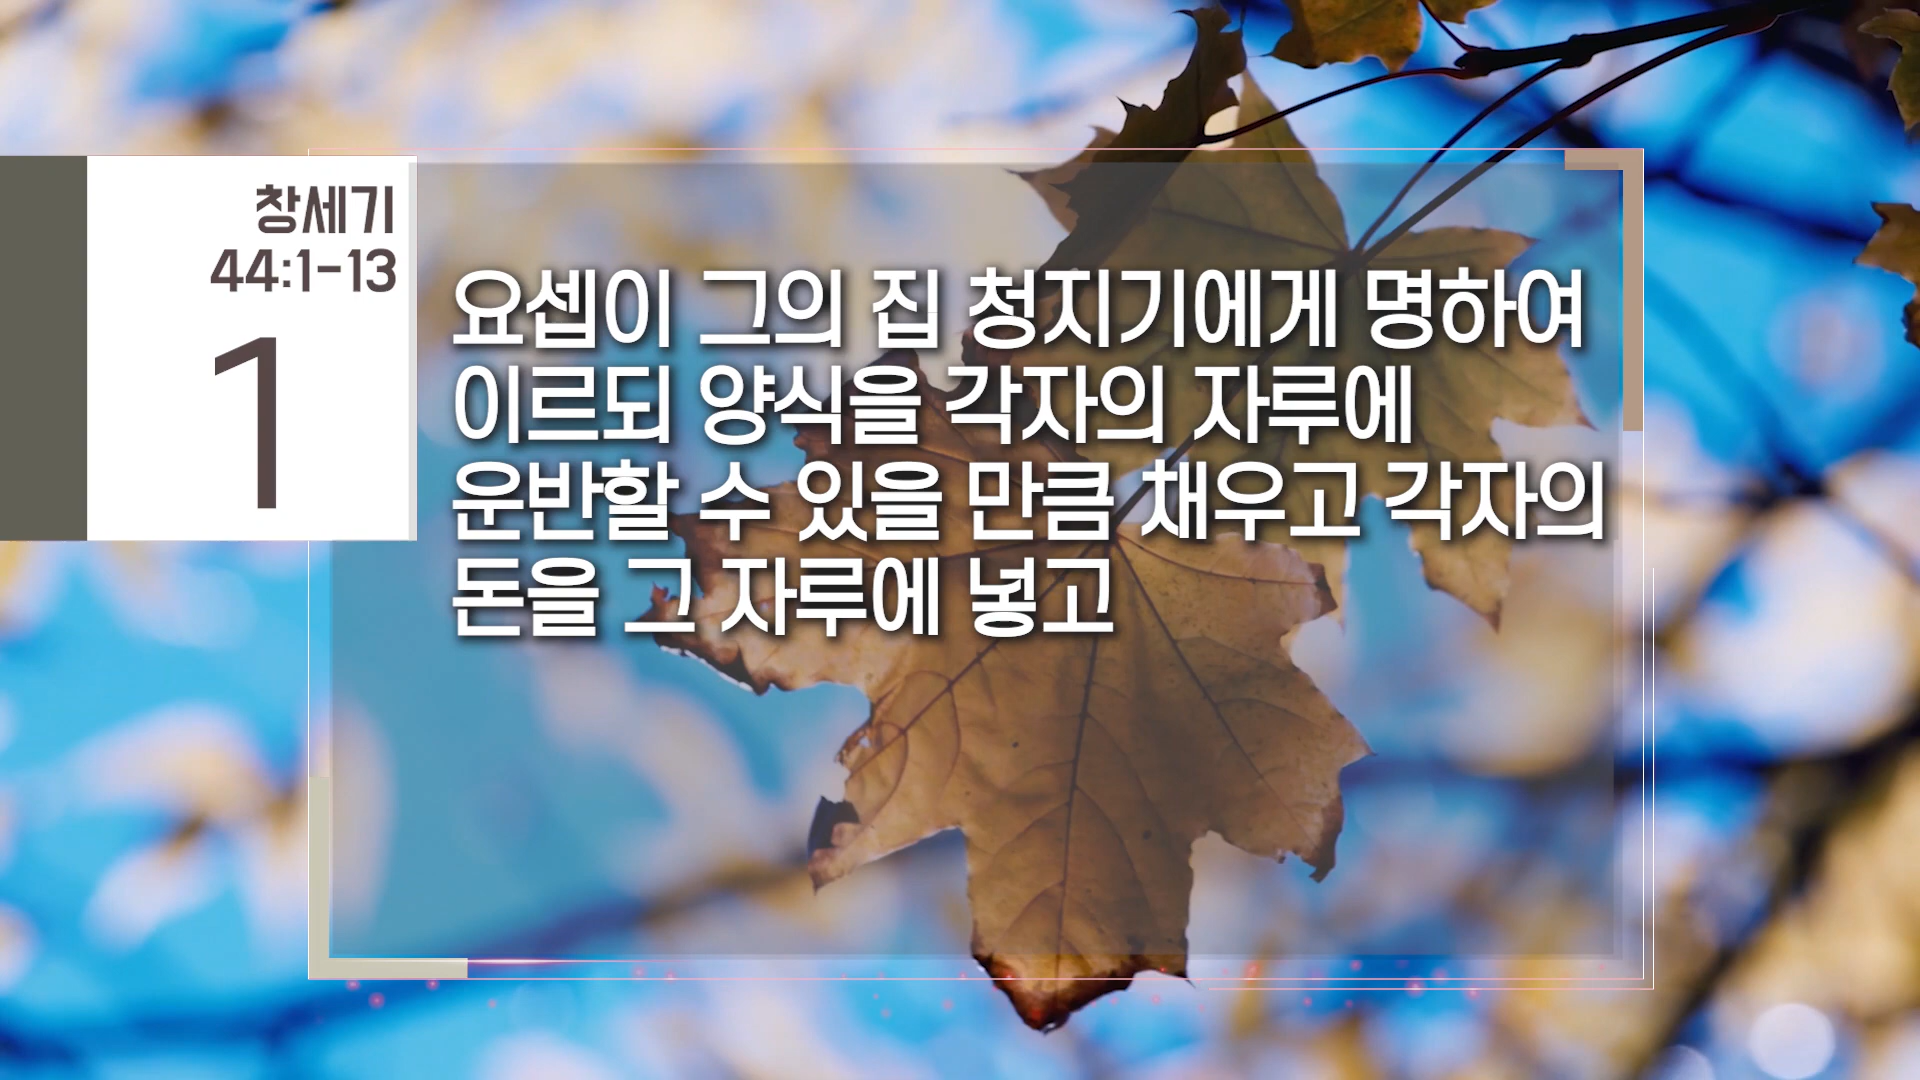 창세기
44:1-13
1
요셉이 그의 집 청지기에게 명하여
이르되 양식을 각자의 자루에
운반할 수 있을 만큼 채우고 각자의
돈을 그 자루에 넣고